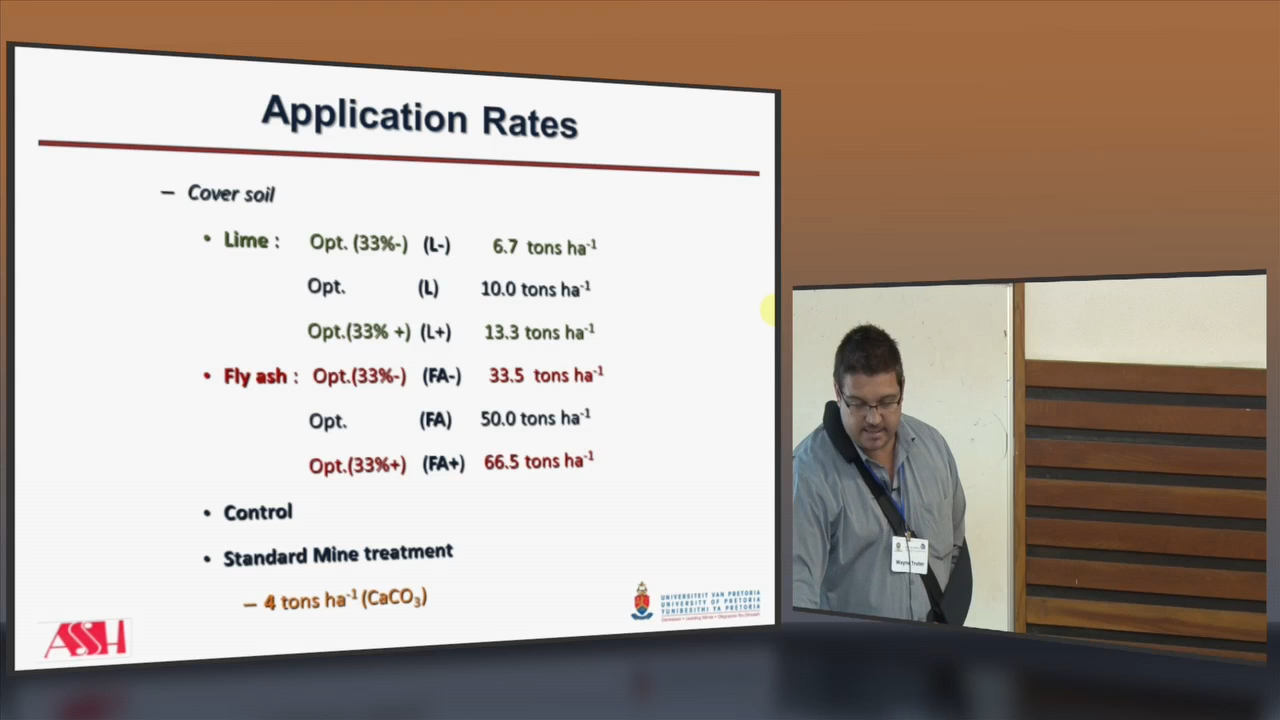 Application Rates
– Cover soil
• Lime : Opt. (33%-) (L-) 6.7 tons ha⁻¹
Opt. (L) 10.0 tons ha⁻¹
Opt.(33% +) (L+) 13.3 tons ha⁻¹
• Fly ash : Opt.(33%-) (FA-) 33.5 tons ha⁻¹
Opt. (FA) 50.0 tons ha⁻¹
Opt.(33%+) (FA+) 66.5 tons ha⁻¹
• Control
• Standard Mine treatment
– 4 tons ha⁻¹ (CaCO₃)
ASSH
UNIVERSITEIT VAN PRETORIA
UNIVERSITY OF PRETORIA
YUNIBESITHI YA PRETORIA
Wayne Truter